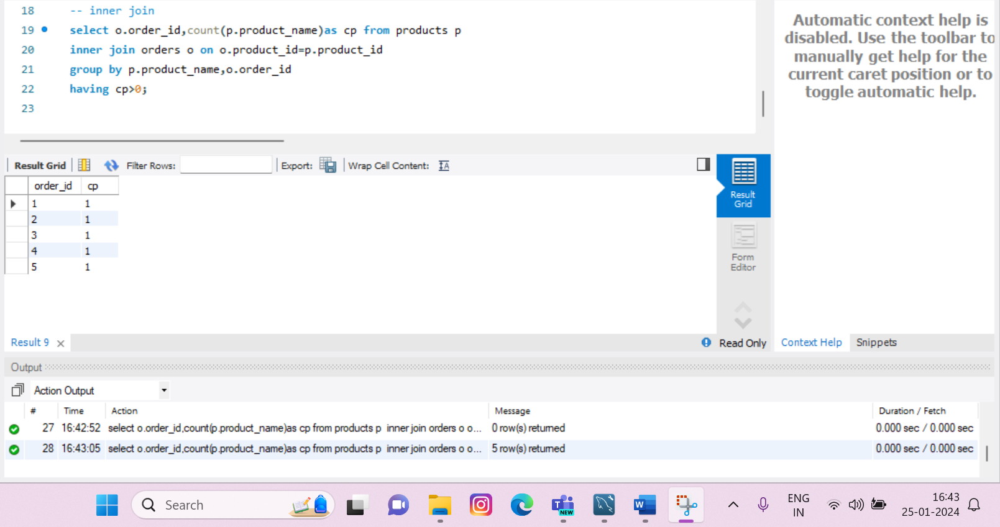 18 -- inner join
19 select o.order_id,count(p.product_name)as cp from products p
20 inner join orders o on o.product_id=p.product_id
21 group by p.product_name,o.order_id
22 having cp>0;
23
Automatic context help is
disabled. Use the toolbar to
manually get help for the
current caret position or to
toggle automatic help.
Result Grid Filter Rows: Export: Wrap Cell Content: IA
order_id cp
1 1
2 1
3 1
4 1
5 1
Result
Grid
Form
Editor
Result 9 Read Only Context Help Snippets
Output
Action Output
# Time Action Message Duration / Fetch
27 16:42:52 select o.order_id,count(p.product_name)as cp from products p inner join orders o o... 0 row(s) returned 0.000 sec / 0.000 sec
28 16:43:05 select o.order_id,count(p.product_name)as cp from products p inner join orders o o... 5 row(s) returned 0.000 sec / 0.000 sec
Search
T
NEW
W
ENG
IN
16:43
25-01-2024